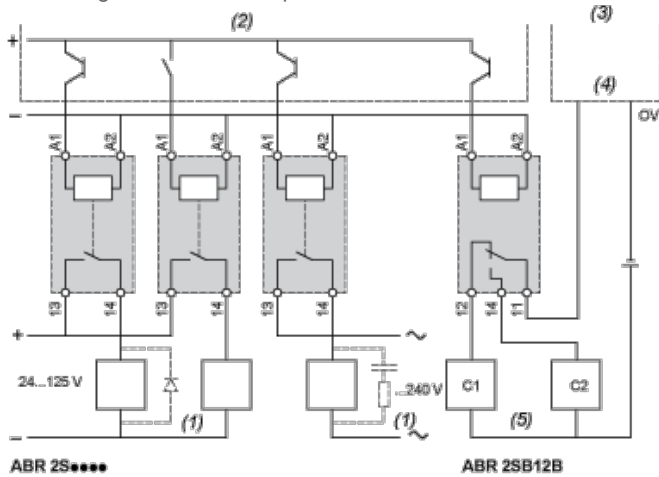 (2)
(3)
+
(4)
0V
–
A1 A2 A1 A2 A1 A2 A1 A2
13 14 13 14 13 14 12 14 11
+ ~
24...125 V
...240 V
C1
C2
(1)
(1)
(5)
– ~
ABR 2S●●●●
ABR 2SB12B